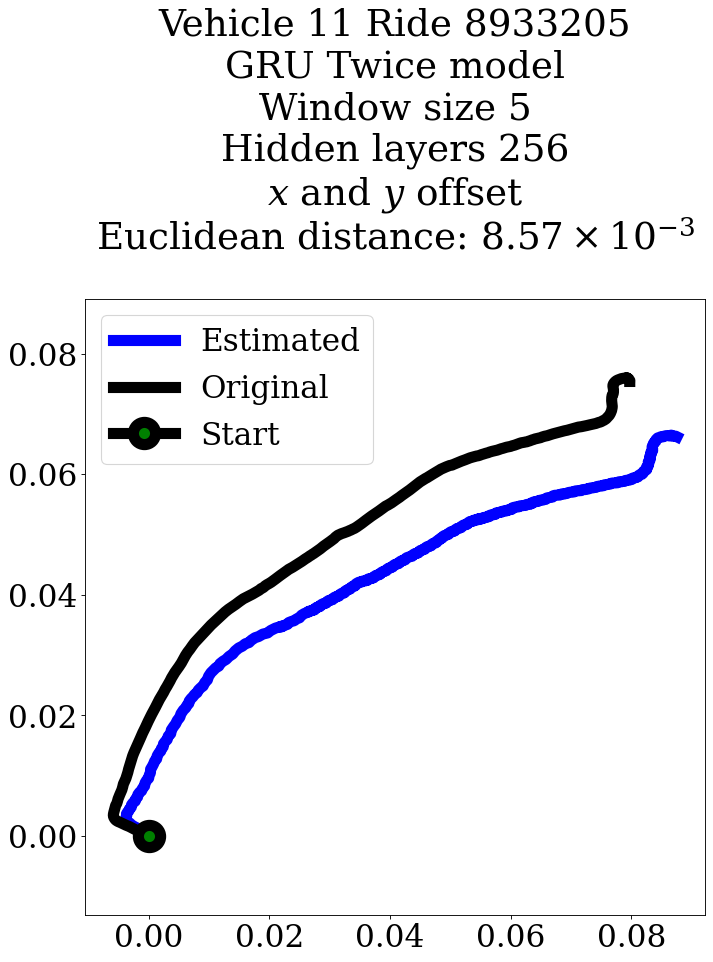 Vehicle 11 Ride 8933205
GRU Twice model
Window size 5
Hidden layers 256
x and y offset
Euclidean distance: 8.57 × 10⁻³
Estimated
Original
Start
0.08
0.06
0.04
0.02
0.00
0.00 0.02 0.04 0.06 0.08